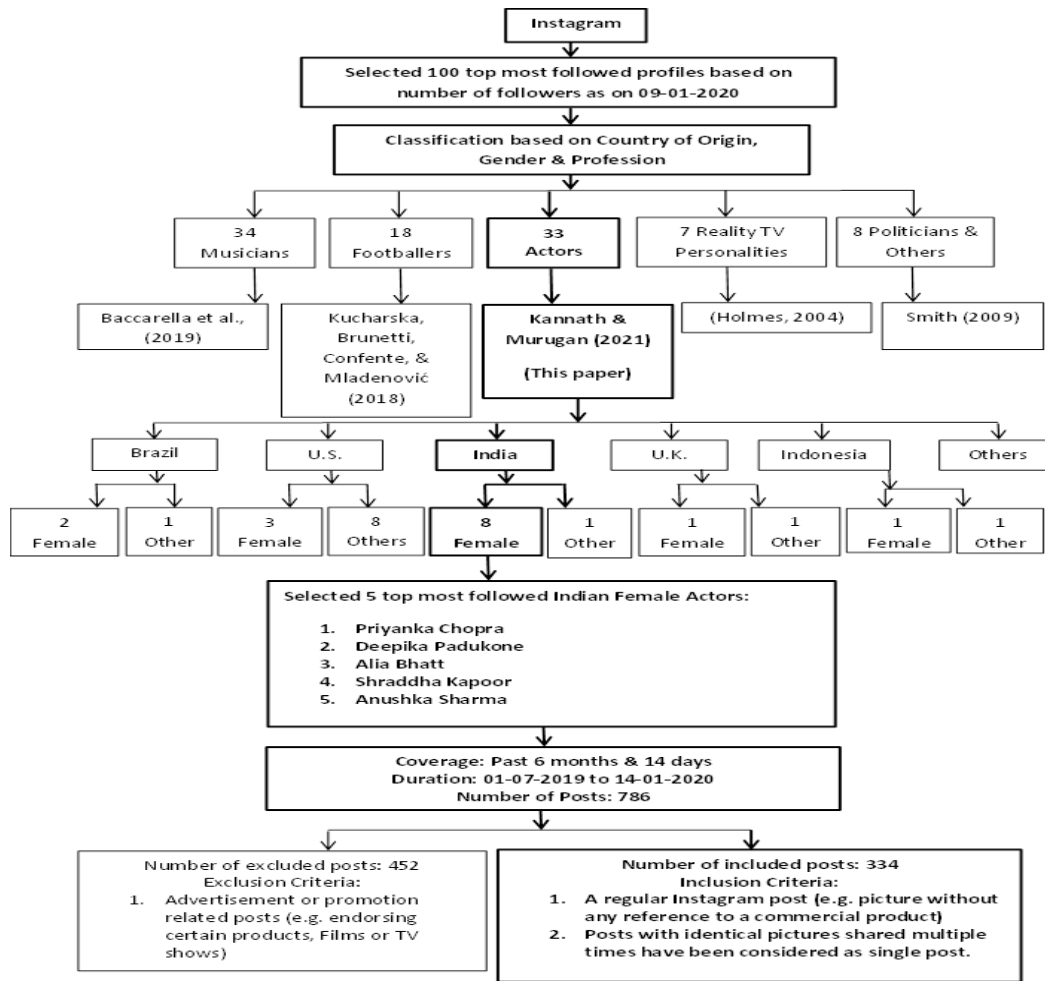 Instagram
Selected 100 top most followed profiles based on
number of followers as on 09-01-2020
Classification based on Country of Origin,
Gender & Profession
34
Musicians
18
Footballers
33
Actors
7 Reality TV
Personalities
8 Politicians &
Others
Baccarella et al.,
(2019)
Kucharska,
Brunetti,
Confente, &
Mladenović
(2018)
Kannath &
Murugan (2021)
(This paper)
(Holmes, 2004)
Smith (2009)
Brazil
U.S.
India
U.K.
Indonesia
Others
2
Female
1
Other
3
Female
8
Others
8
Female
1
Other
1
Female
1
Other
1
Female
1
Other
Selected 5 top most followed Indian Female Actors:
1. Priyanka Chopra
2. Deepika Padukone
3. Alia Bhatt
4. Shraddha Kapoor
5. Anushka Sharma
Coverage: Past 6 months & 14 days
Duration: 01-07-2019 to 14-01-2020
Number of Posts: 786
Number of excluded posts: 452
Exclusion Criteria:
1. Advertisement or promotion
related posts (e.g. endorsing
certain products, Films or TV
shows)
Number of included posts: 334
Inclusion Criteria:
1. A regular Instagram post (e.g. picture without
any reference to a commercial product)
2. Posts with identical pictures shared multiple
times have been considered as single post.